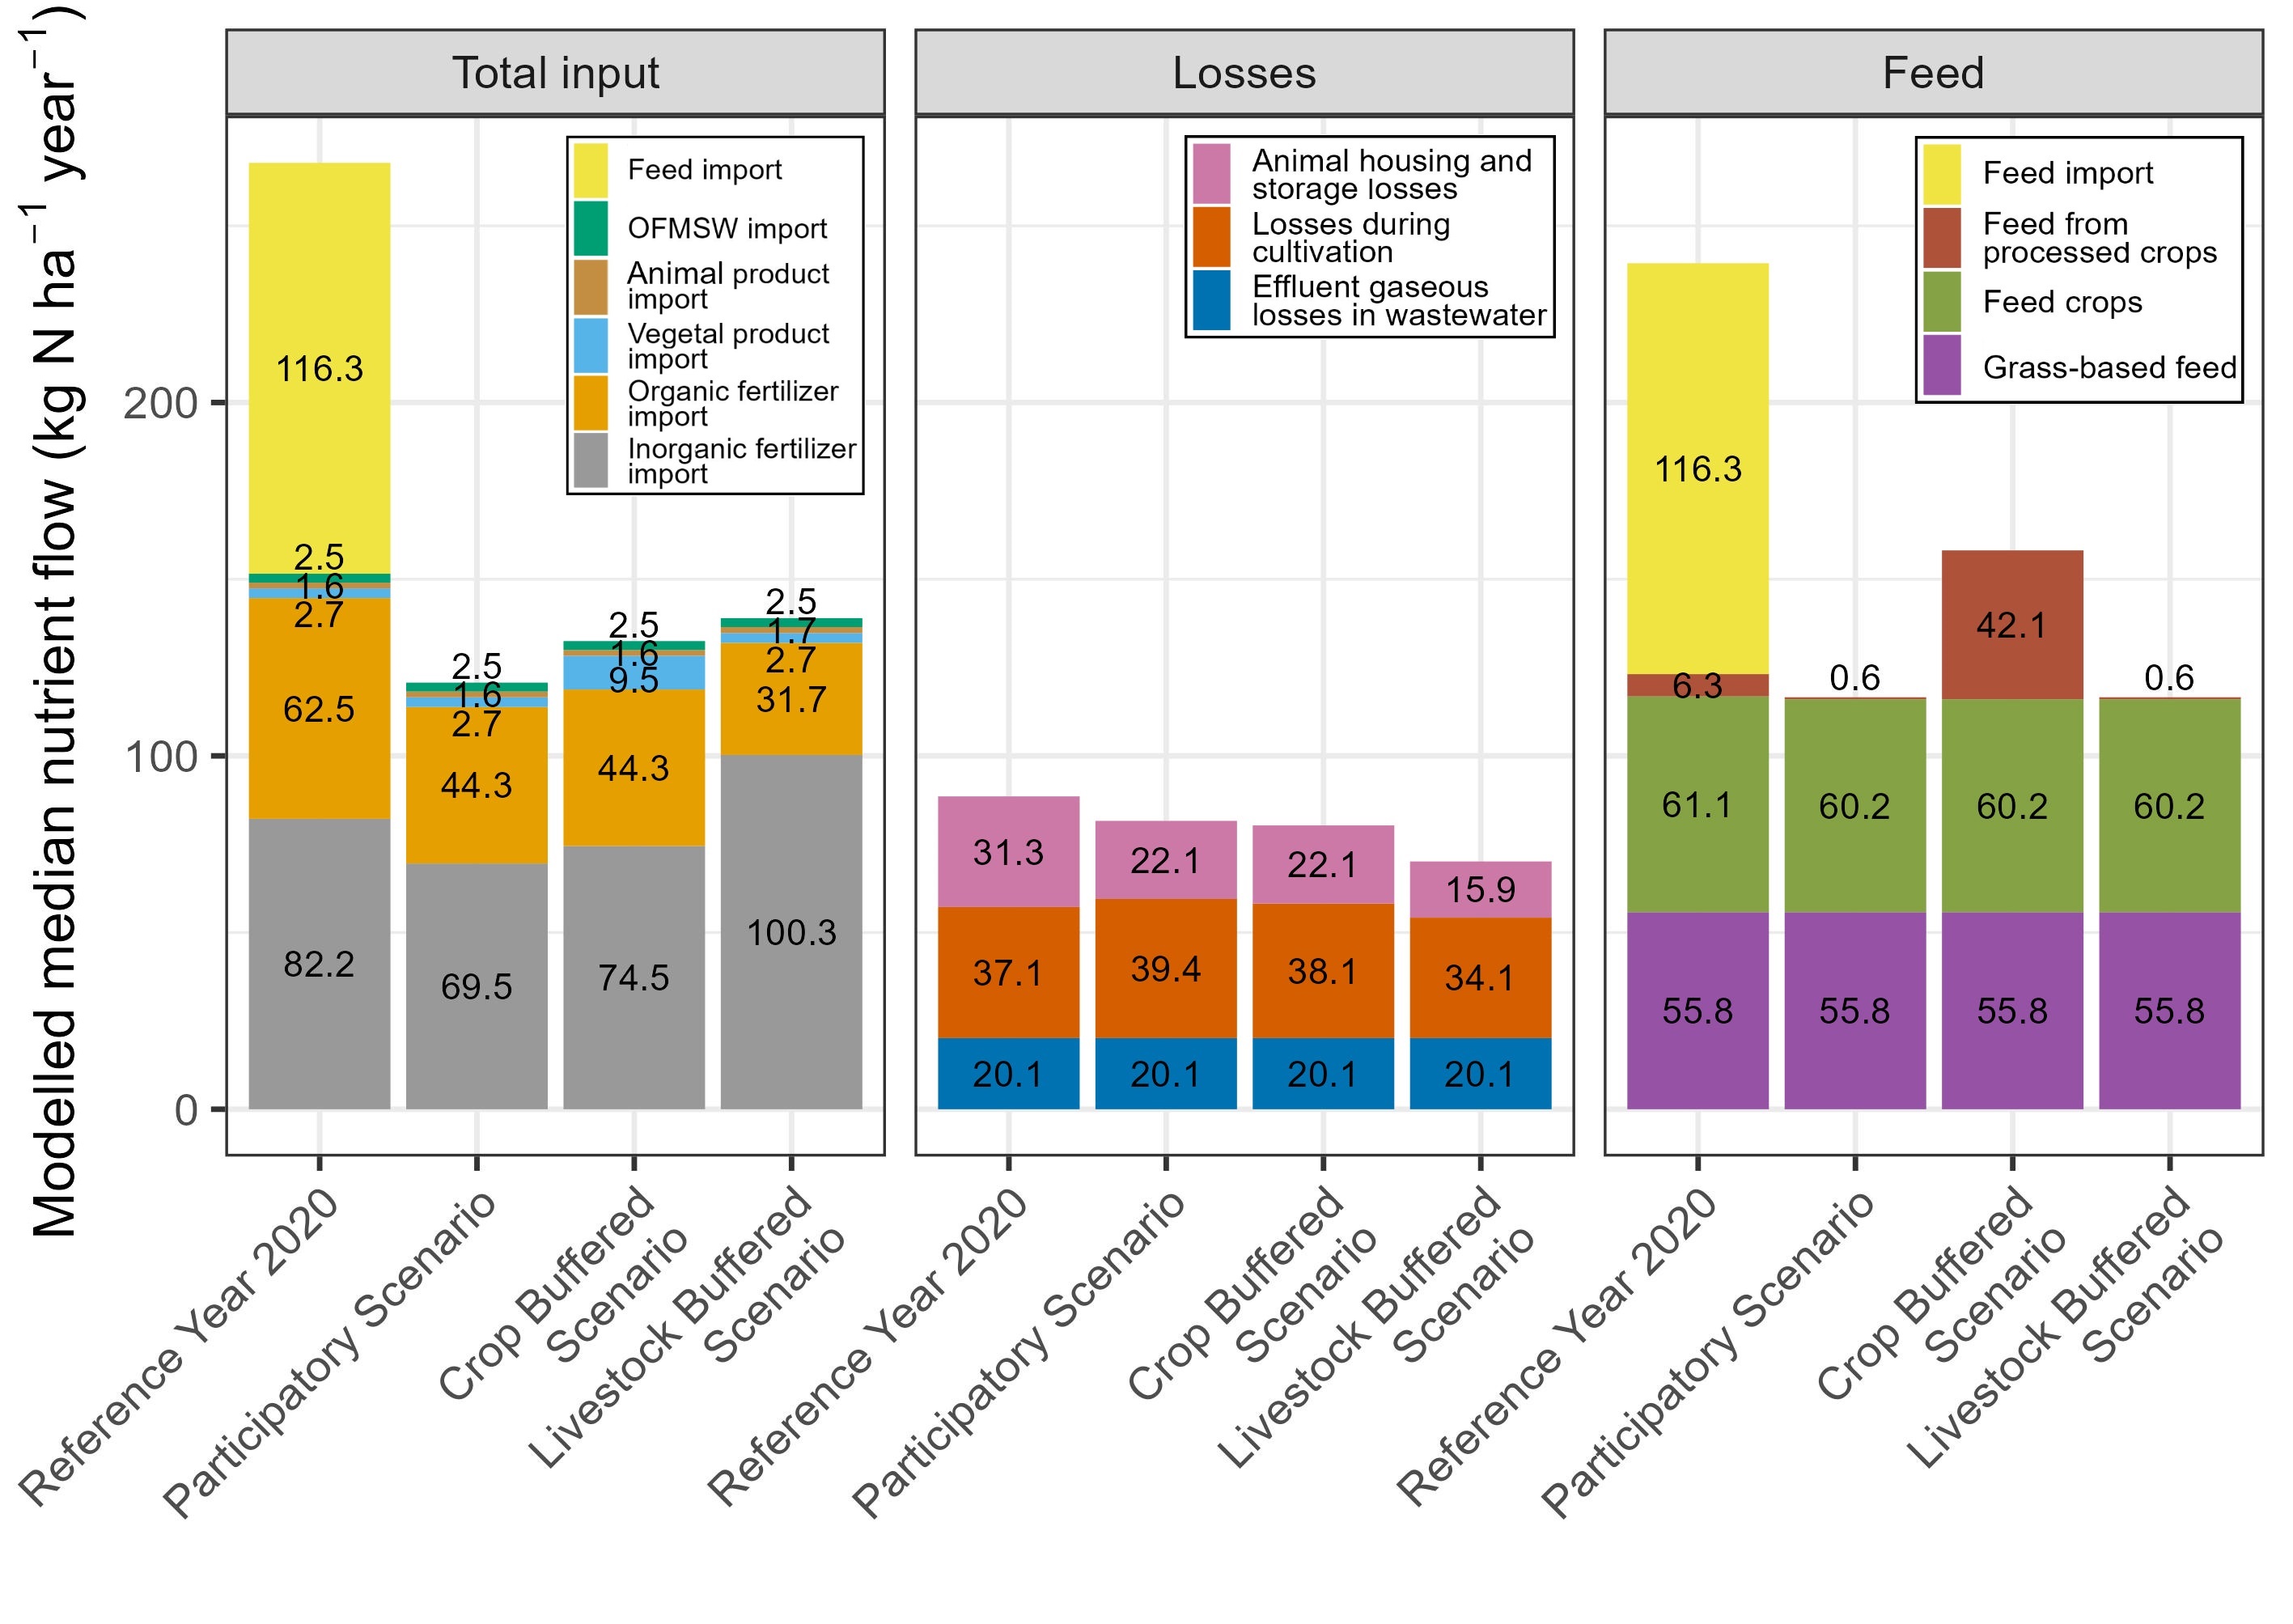 Modelled median nutrient flow (kg N ha⁻¹ year⁻¹)
Total input
Losses
Feed
200
100
0
Feed import
OFMSW import
Animal product
import
Vegetal product
import
Organic fertilizer
import
Inorganic fertilizer
import
116.3
2.5
1.6
2.7
62.5
82.2
2.5
1.6
2.7
44.3
69.5
2.5
1.6
9.5
44.3
74.5
2.5
1.7
2.7
31.7
100.3
Animal housing and
storage losses
Losses during
cultivation
Effluent gaseous
losses in wastewater
31.3
37.1
20.1
22.1
39.4
20.1
22.1
38.1
20.1
15.9
34.1
20.1
Feed import
Feed from
processed crops
Feed crops
Grass-based feed
116.3
6.3
61.1
55.8
0.6
60.2
55.8
42.1
60.2
55.8
0.6
60.2
55.8
Reference Year 2020
Participatory Scenario
Crop Buffered
Scenario
Livestock Buffered
Scenario
Reference Year 2020
Participatory Scenario
Crop Buffered
Scenario
Livestock Buffered
Scenario
Reference Year 2020
Participatory Scenario
Crop Buffered
Scenario
Livestock Buffered
Scenario